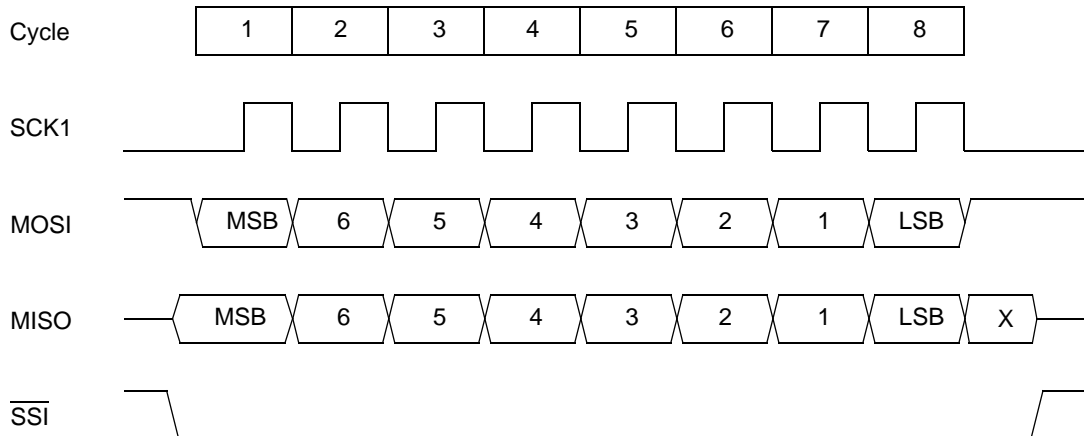 Cycle 1 2 3 4 5 6 7 8
SCK1
MOSI MSB 6 5 4 3 2 1 LSB
MISO MSB 6 5 4 3 2 1 LSB X
SSI